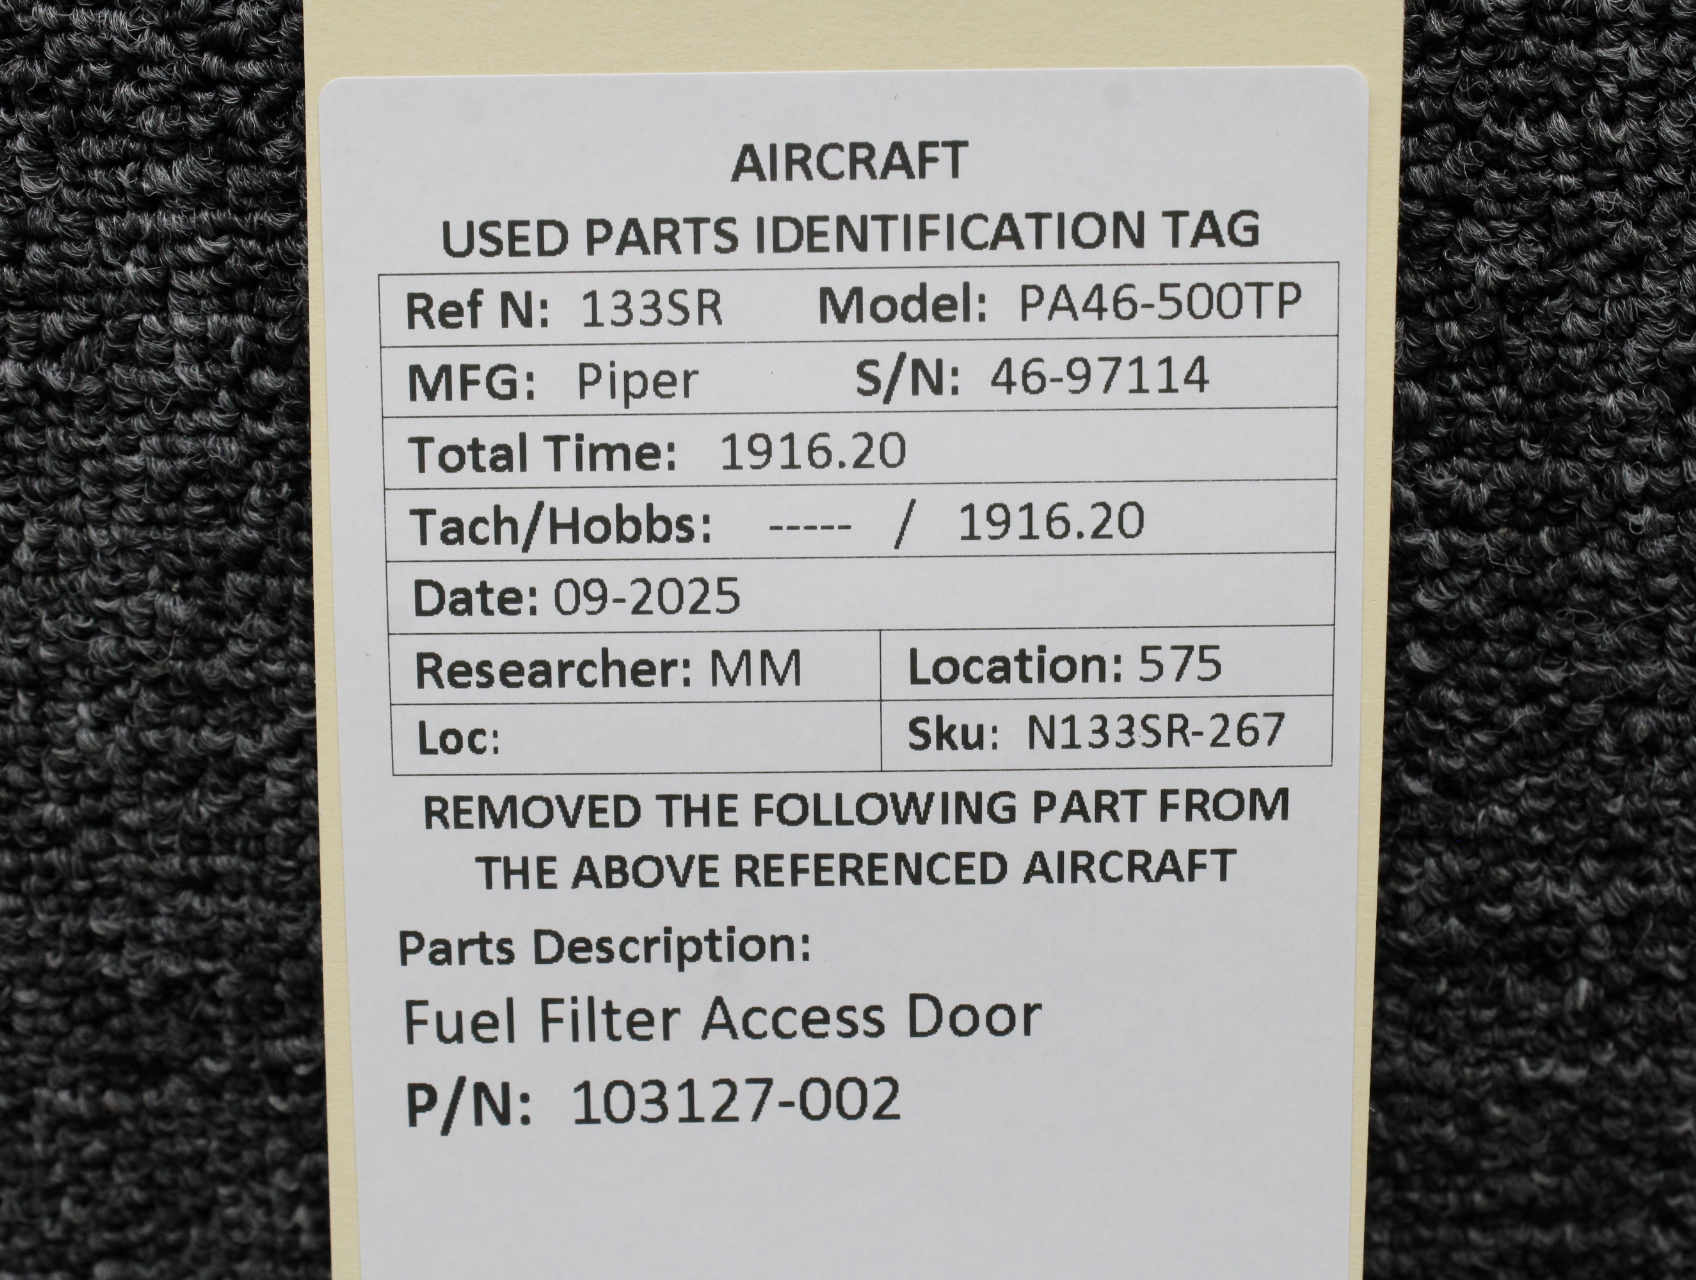 AIRCRAFT
USED PARTS IDENTIFICATION TAG
Ref N: 133SR Model: PA46-500TP
MFG: Piper S/N: 46-97114
Total Time: 1916.20
Tach/Hobbs: ----- / 1916.20
Date: 09-2025
Researcher: MM Location: 575
Loc: Sku: N133SR-267
REMOVED THE FOLLOWING PART FROM
THE ABOVE REFERENCED AIRCRAFT
Parts Description:
Fuel Filter Access Door
P/N: 103127-002